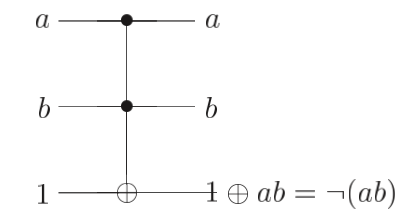 a a
b b
1 1 ⊕ ab = ¬(ab)